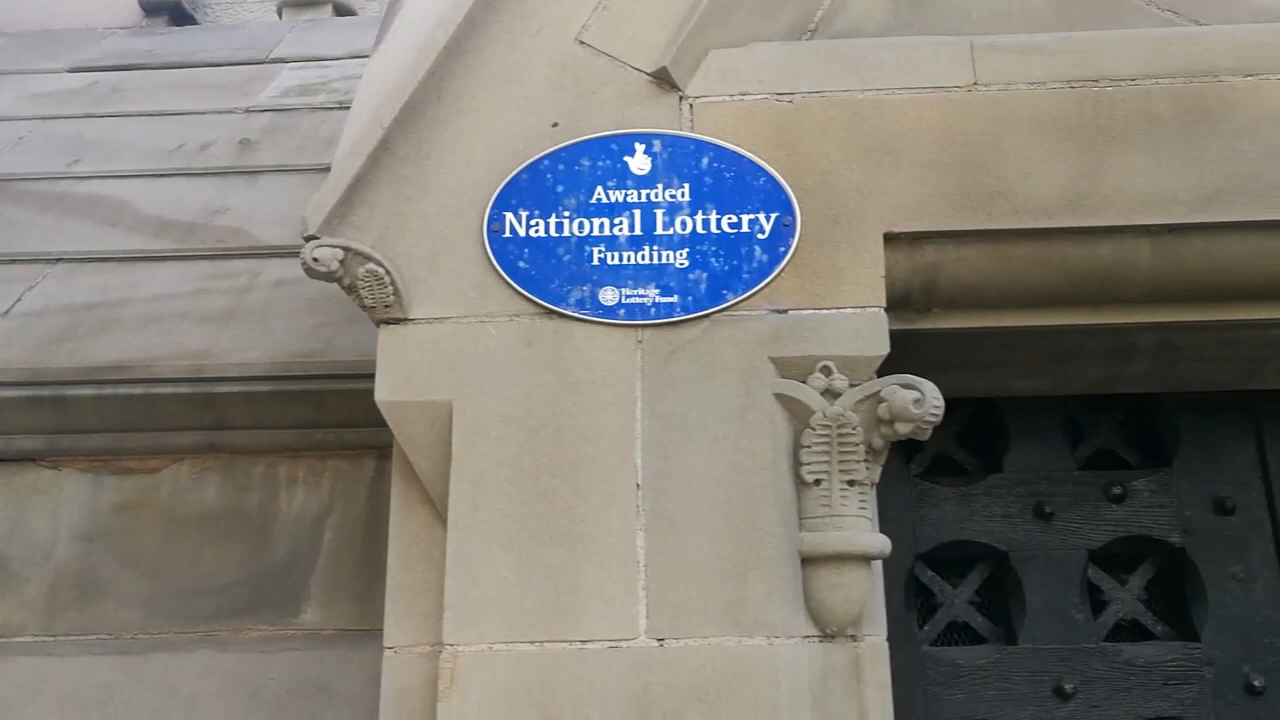 Awarded
National Lottery
Funding
Heritage
Lottery Fund